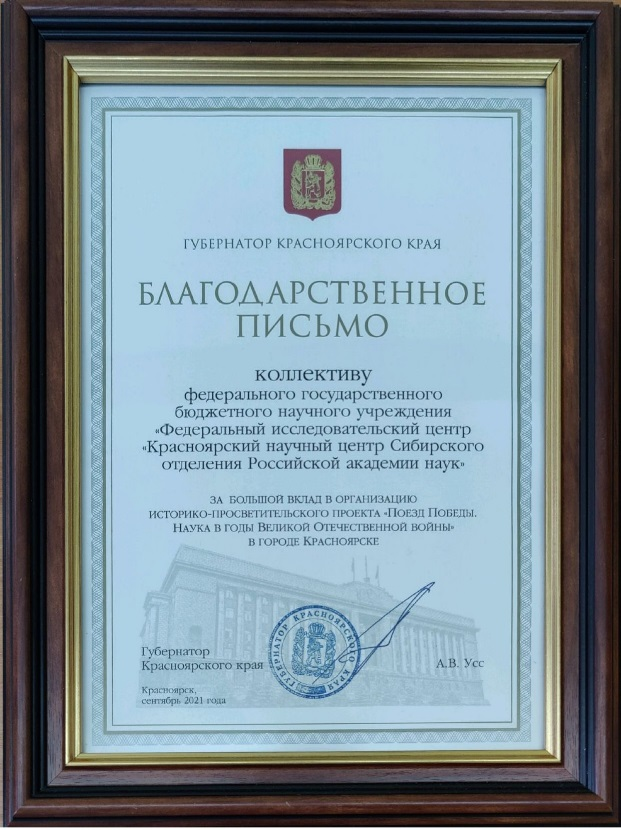 ГУБЕРНАТОР КРАСНОЯРСКОГО КРАЯ
БЛАГОДАРСТВЕННОЕ
ПИСЬМО
КОЛЛЕКТИВУ
федерального государственного
бюджетного научного учреждения
«Федеральный исследовательский центр
«Красноярский научный центр Сибирского
отделения Российской академии наук»
ЗА БОЛЬШОЙ ВКЛАД В ОРГАНИЗАЦИЮ
ИСТОРИКО-ПРОСВЕТИТЕЛЬСКОГО ПРОЕКТА «ПОЕЗД ПОБЕДЫ.
НАУКА В ГОДЫ ВЕЛИКОЙ ОТЕЧЕСТВЕННОЙ ВОЙНЫ»
В ГОРОДЕ КРАСНОЯРСКЕ
ГУБЕРНАТОР КРАСНОЯРСКОГО КРАЯ
Губернатор
Красноярского края
А.В. Усс
Красноярск,
сентябрь 2021 года